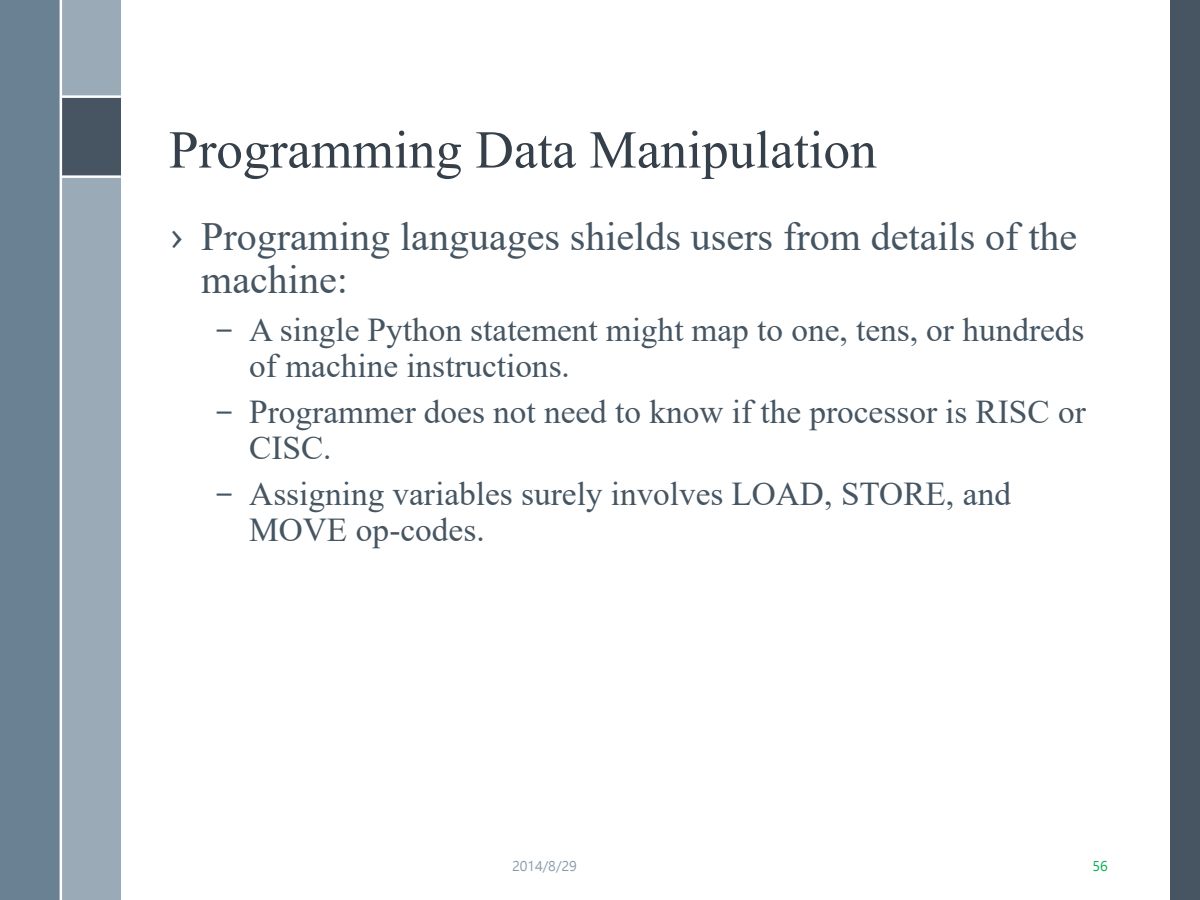 Programming Data Manipulation
› Programing languages shields users from details of the
machine:
– A single Python statement might map to one, tens, or hundreds
of machine instructions.
– Programmer does not need to know if the processor is RISC or
CISC.
– Assigning variables surely involves LOAD, STORE, and
MOVE op-codes.
2014/8/29
56